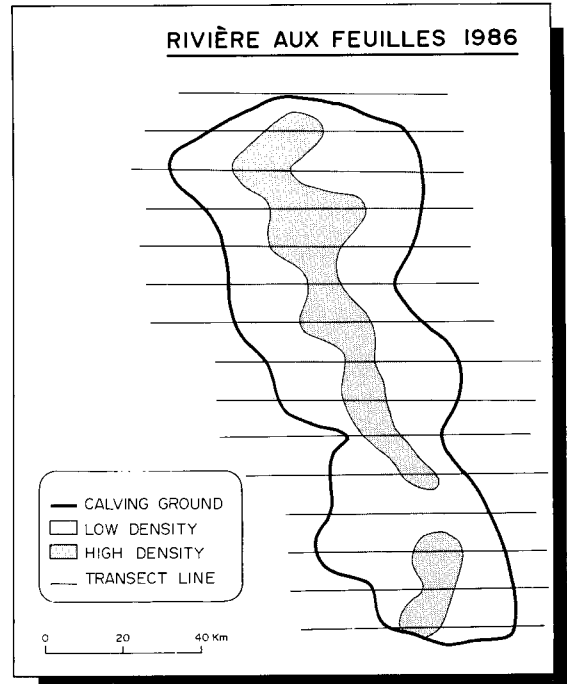 RIVIÈRE AUX FEUILLES 1986
CALVING GROUND
LOW DENSITY
HIGH DENSITY
TRANSECT LINE
0 20 40 Km